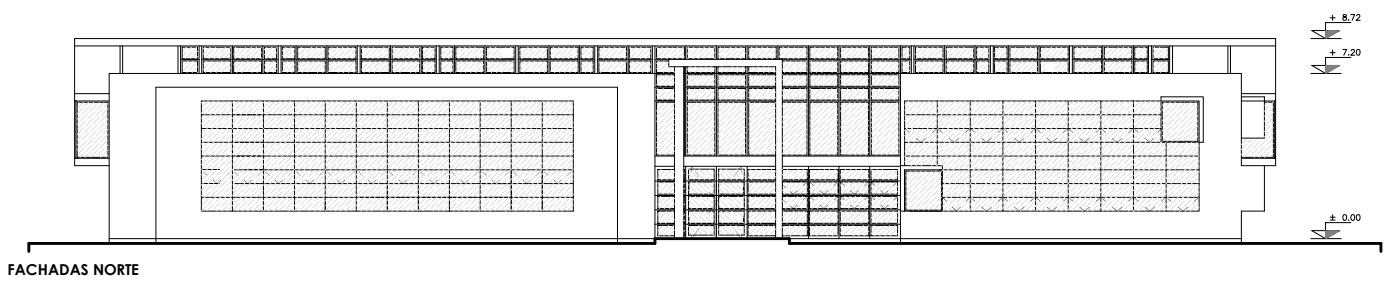 + 8.72
+ 7.20
± 0.00
FACHADAS NORTE